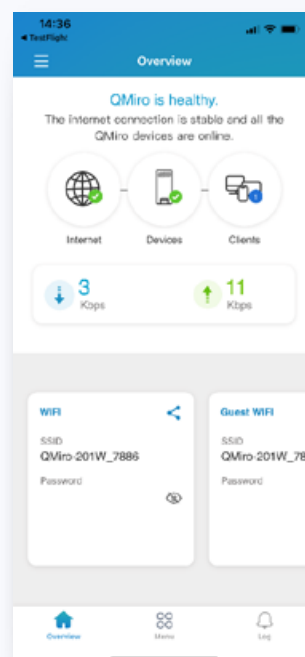 14:36
◀ TestFlight
Overview
QMiro is healthy.
The internet connection is stable and all the
QMiro devices are online.
Internet
Devices
Clients
3
Kbps
11
Kbps
WiFi
Guest WiFi
SSID
SSID
QMiro-201W_7886
QMiro-201W_78
Password
Password
Overview
Menu
Log